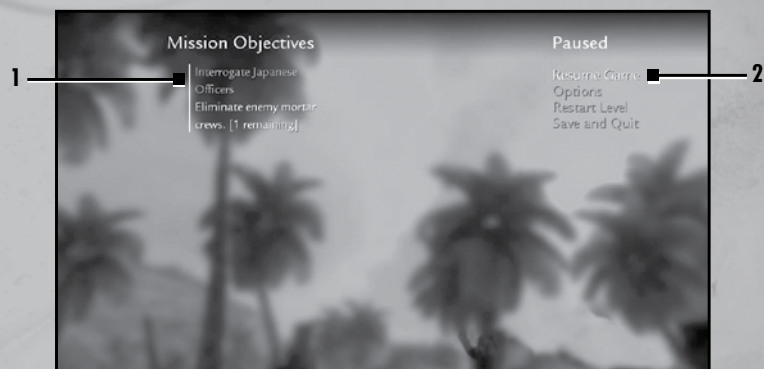 Mission Objectives
Paused
1
Interrogate Japanese
Officers
Eliminate enemy mortar
crews. [1 remaining]
Resume Game
2
Options
Restart Level
Save and Quit